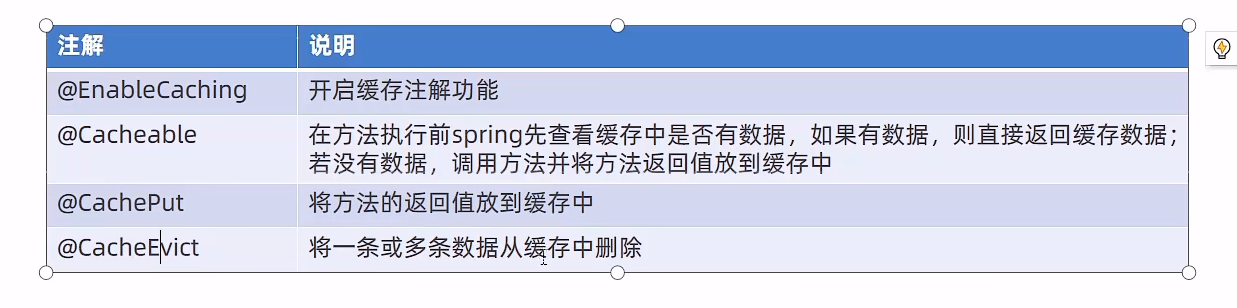 注解 说明
@EnableCaching 开启缓存注解功能
@Cacheable 在方法执行前spring先查看缓存中是否有数据，如果有数据，则直接返回缓存数据；
若没有数据，调用方法并将方法返回值放到缓存中
@CachePut 将方法的返回值放到缓存中
@CacheEvict 将一条或多条数据从缓存中删除